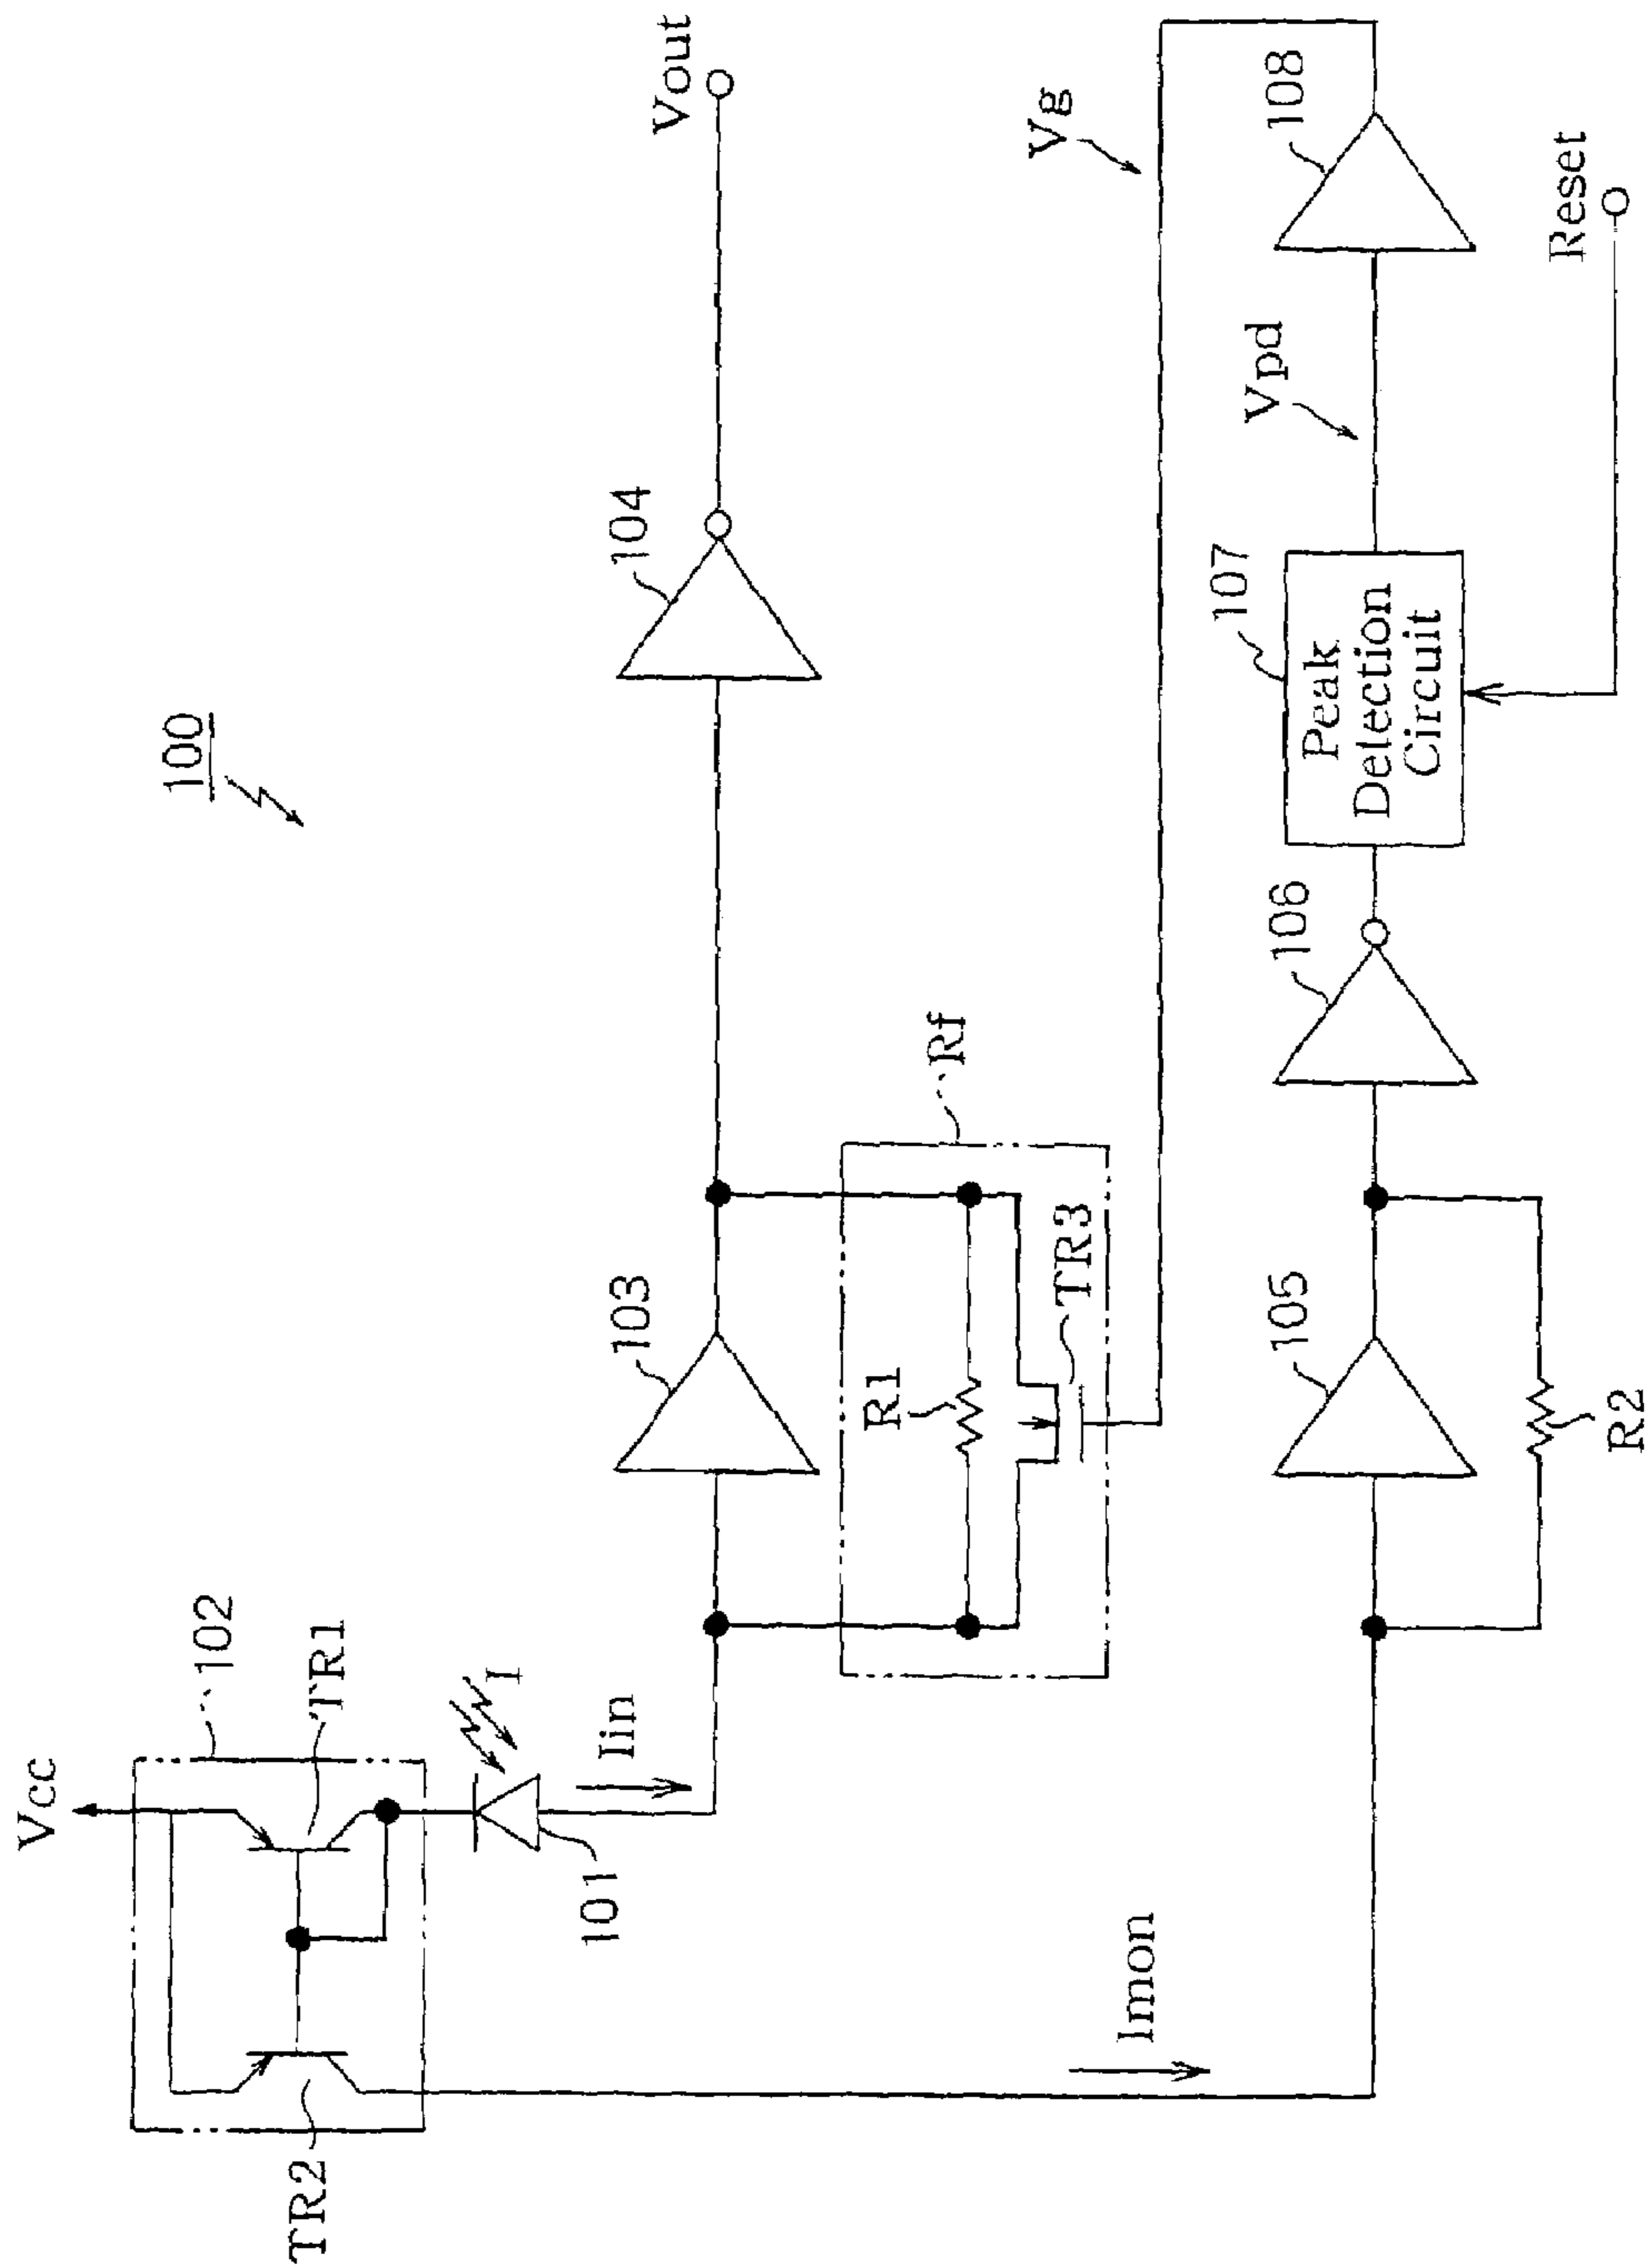 100
Vcc
102
TR1
TR2
I
101
Iin
103
104
Vout
Rf
R1
TR3
Vg
Imon
105
R2
106
107
Peak
Detection
Circuit
Vpd
108
Reset